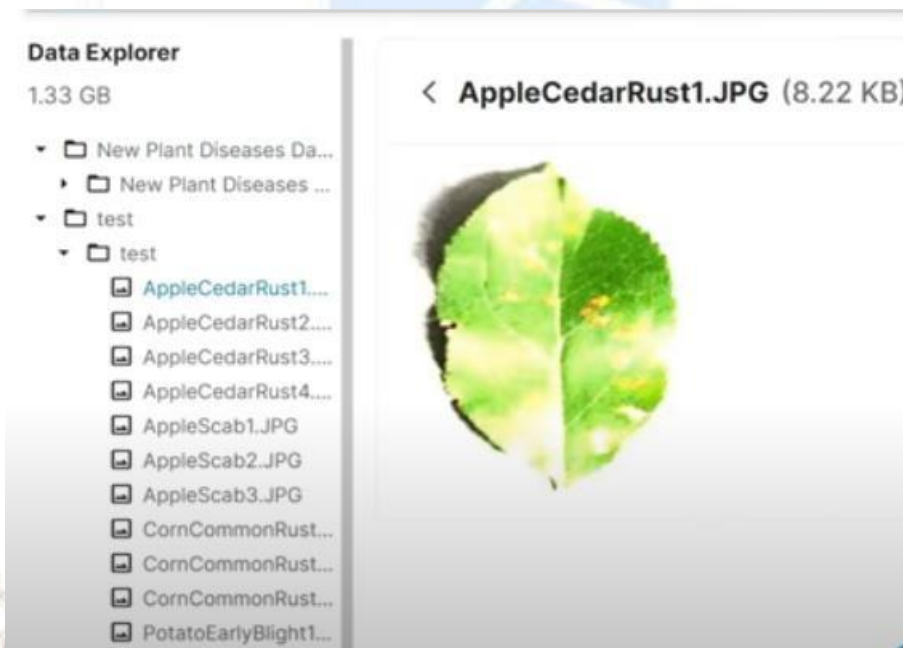 Data Explorer
1.33 GB
New Plant Diseases Da...
New Plant Diseases ...
test
test
AppleCedarRust1....
AppleCedarRust2....
AppleCedarRust3....
AppleCedarRust4....
AppleScab1.JPG
AppleScab2.JPG
AppleScab3.JPG
CornCommonRust...
CornCommonRust...
CornCommonRust...
PotatoEarlyBlight1...
< AppleCedarRust1.JPG (8.22 KB)